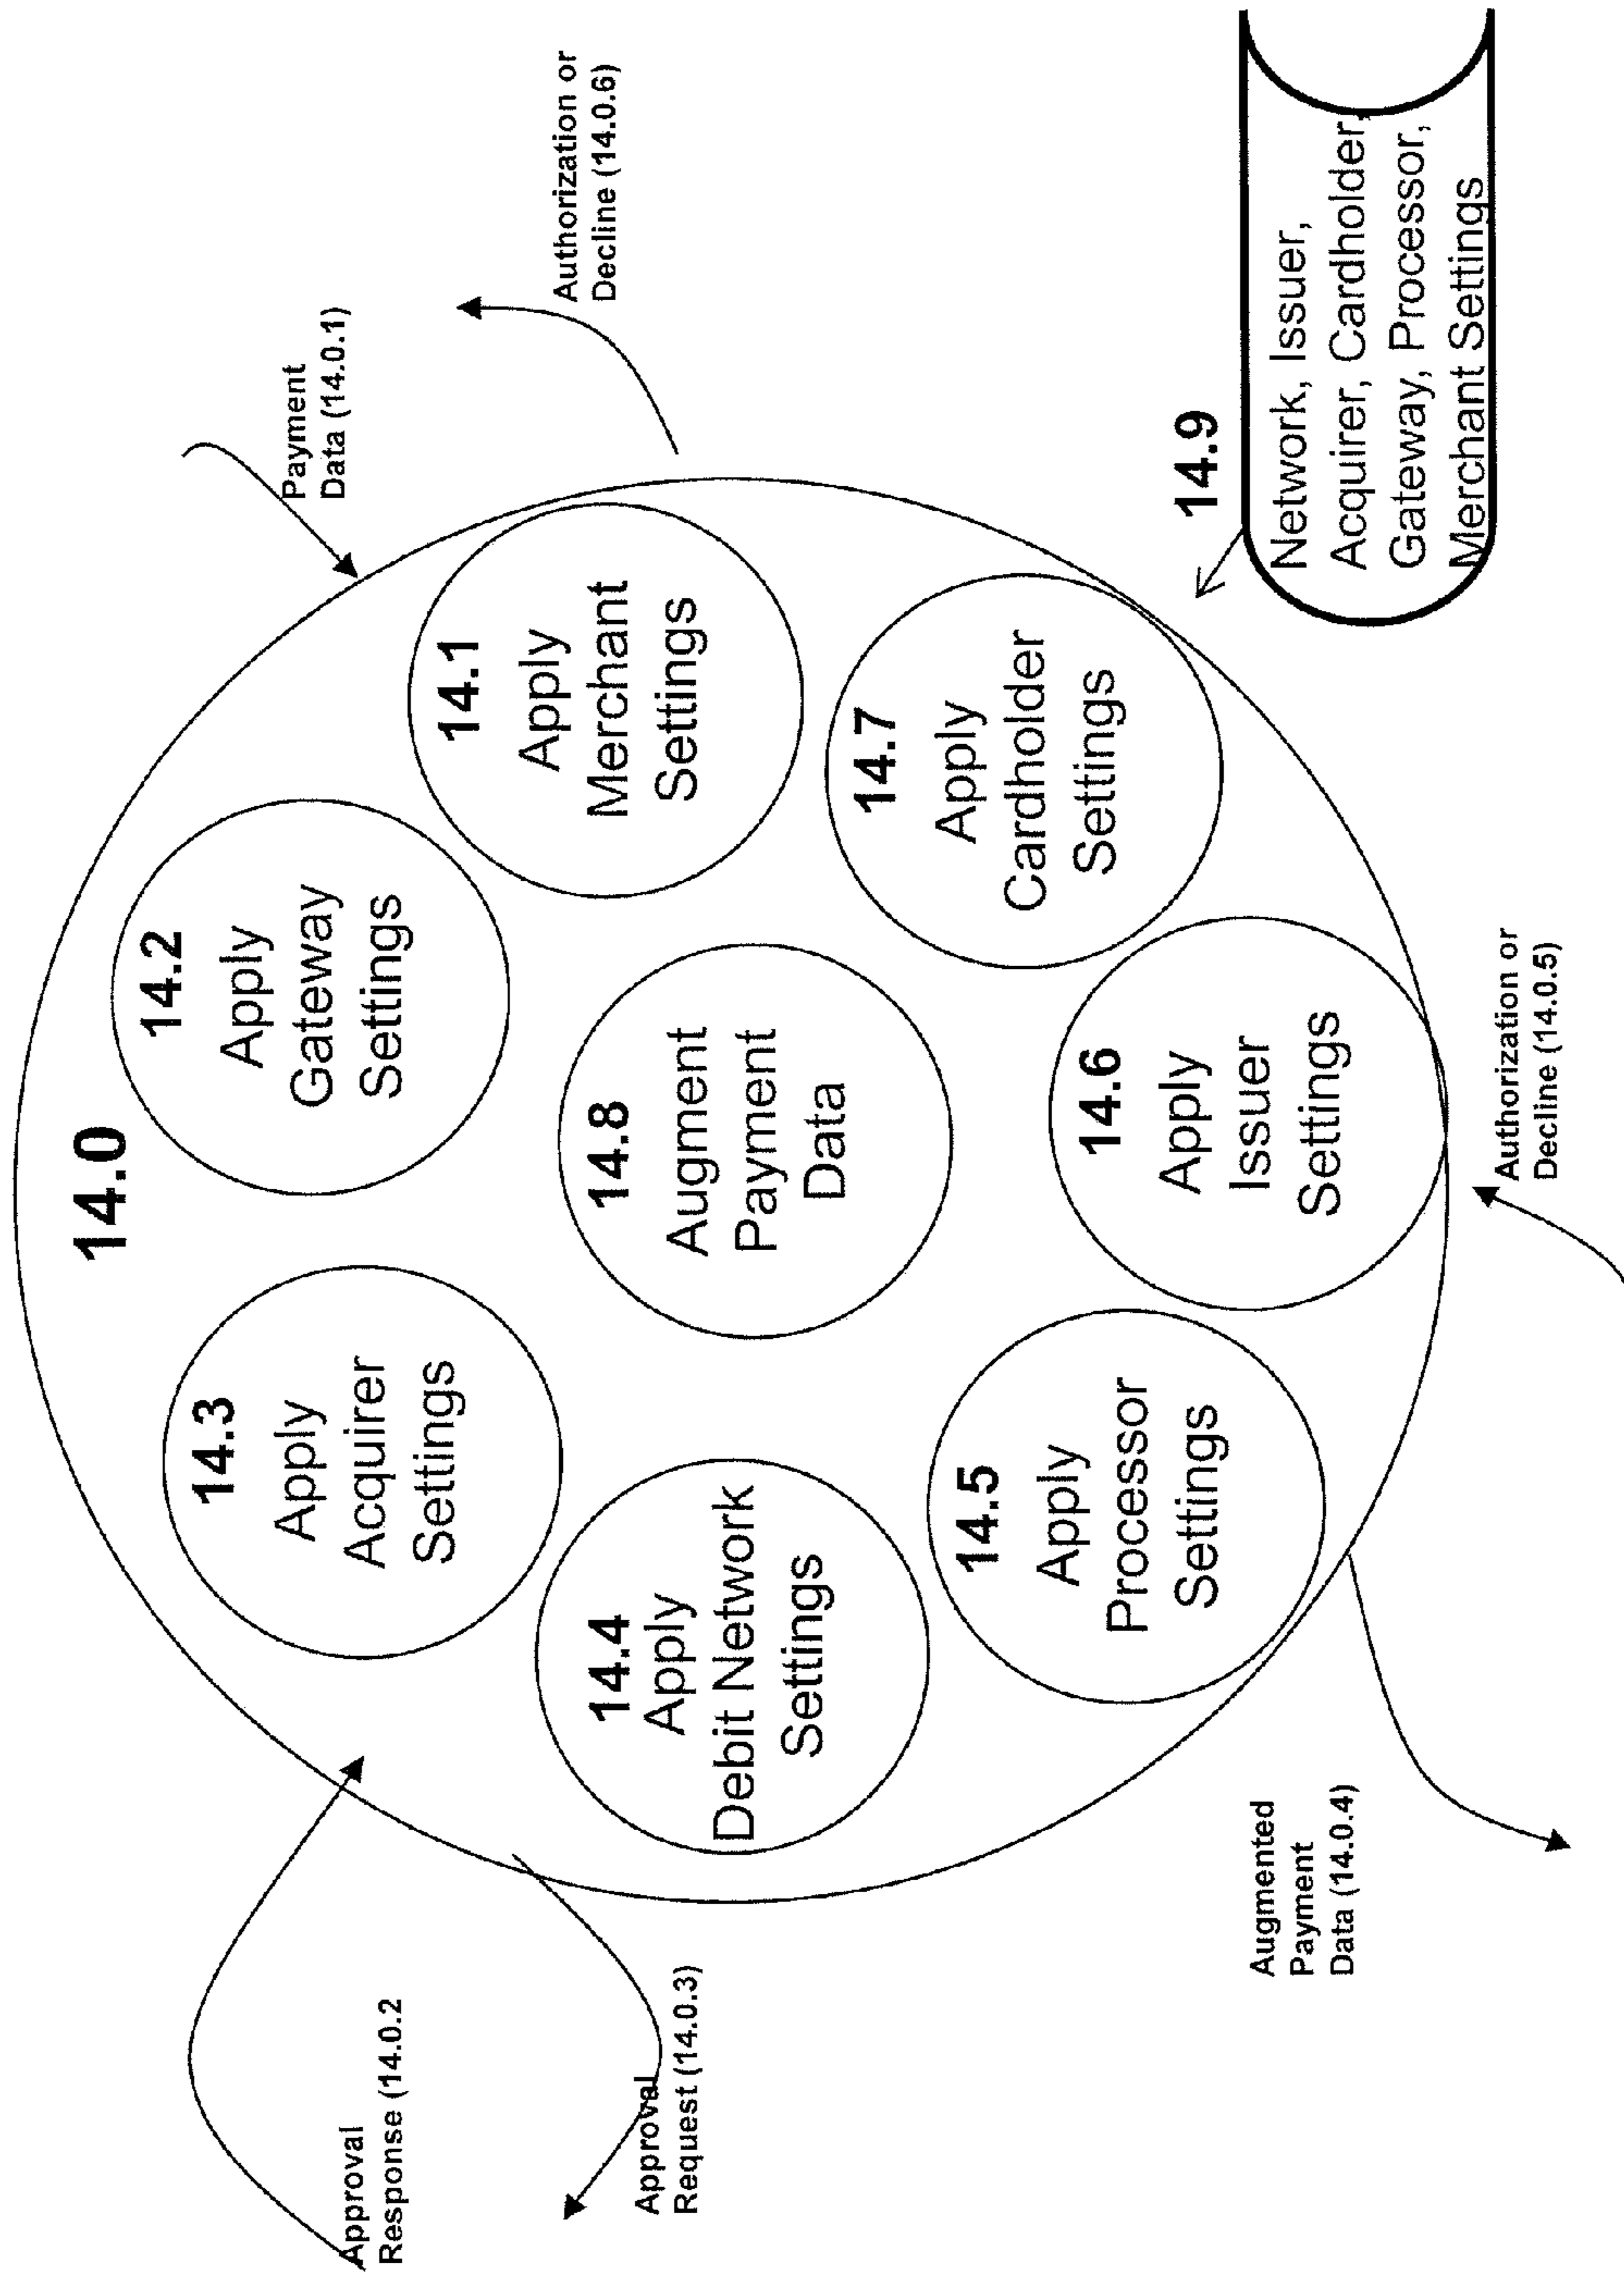 14.0
Approval
Response (14.0.2
Approval
Request (14.0.3)
14.3
Apply
Acquirer
Settings
14.2
Apply
Gateway
Settings
Payment
Data (14.0.1)
Authorization or
Decline (14.0.6)
14.4
Apply
Debit Network
Settings
14.8
Augment
Payment
Data
14.1
Apply
Merchant
Settings
14.5
Apply
Processor
Settings
14.6
Apply
Issuer
Settings
14.7
Apply
Cardholder
Settings
Augmented
Payment
Data (14.0.4)
Authorization or
Decline (14.0.5)
14.9
Network, Issuer,
Acquirer, Cardholder,
Gateway, Processor,
Merchant Settings